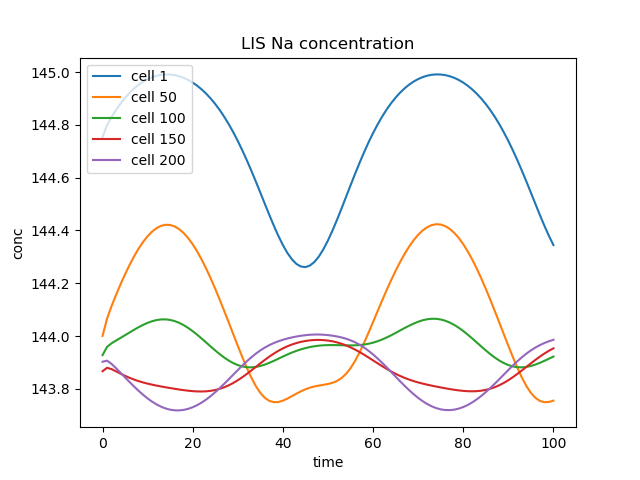 LIS Na concentration
145.0
144.8
144.6
144.4
144.2
144.0
143.8
conc
cell 1
cell 50
cell 100
cell 150
cell 200
0 20 40 60 80 100
time